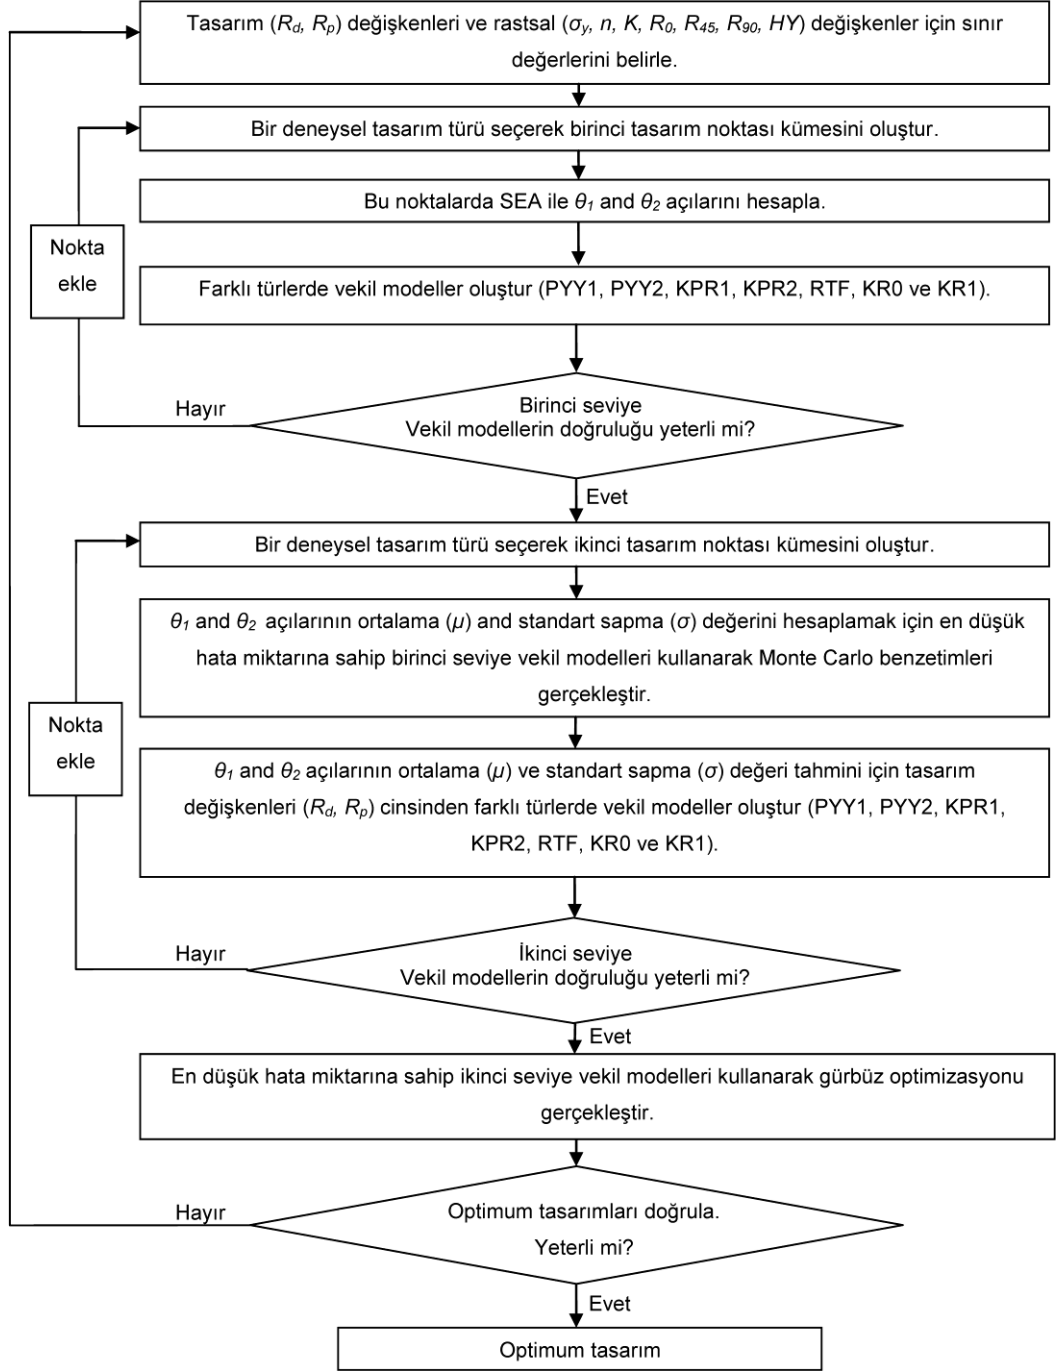 Tasarım (Rd, Rp) değişkenleri ve rastsal (σy, n, K, R0, R45, R90, HY) değişkenler için sınır
değerlerini belirle.
Bir deneysel tasarım türü seçerek birinci tasarım noktası kümesini oluştur.
Bu noktalarda SEA ile θ1 and θ2 açılarını hesapla.
Nokta
ekle
Farklı türlerde vekil modeller oluştur (PYY1, PYY2, KPR1, KPR2, RTF, KR0 ve KR1).
Hayır
Birinci seviye
Vekil modellerin doğruluğu yeterli mi?
Evet
Bir deneysel tasarım türü seçerek ikinci tasarım noktası kümesini oluştur.
θ1 and θ2 açılarının ortalama (μ) and standart sapma (σ) değerini hesaplamak için en düşük
hata miktarına sahip birinci seviye vekil modelleri kullanarak Monte Carlo benzetimleri
gerçekleştir.
Nokta
ekle
θ1 and θ2 açılarının ortalama (μ) ve standart sapma (σ) değeri tahmini için tasarım
değişkenleri (Rd, Rp) cinsinden farklı türlerde vekil modeller oluştur (PYY1, PYY2, KPR1,
KPR2, RTF, KR0 ve KR1).
Hayır
İkinci seviye
Vekil modellerin doğruluğu yeterli mi?
Evet
En düşük hata miktarına sahip ikinci seviye vekil modelleri kullanarak gürbüz optimizasyonu
gerçekleştir.
Hayır
Optimum tasarımları doğrula.
Yeterli mi?
Evet
Optimum tasarım